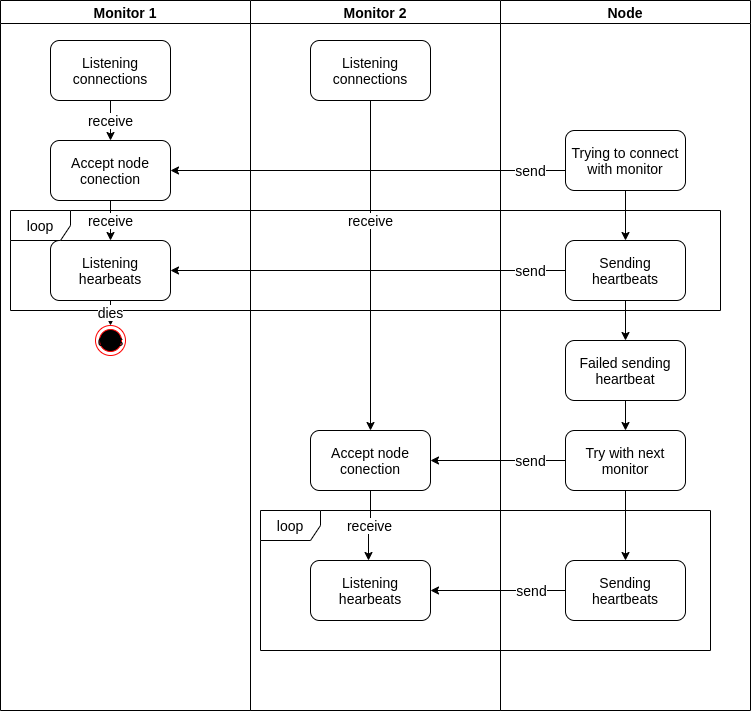 Monitor 1
Monitor 2
Node
Listening
connections
Listening
connections
receive
Trying to connect
with monitor
Accept node
conection
send
loop
receive
receive
Listening
hearbeats
send
Sending
heartbeats
dies
Failed sending
heartbeat
Accept node
conection
send
Try with next
monitor
loop
receive
Listening
hearbeats
send
Sending
heartbeats